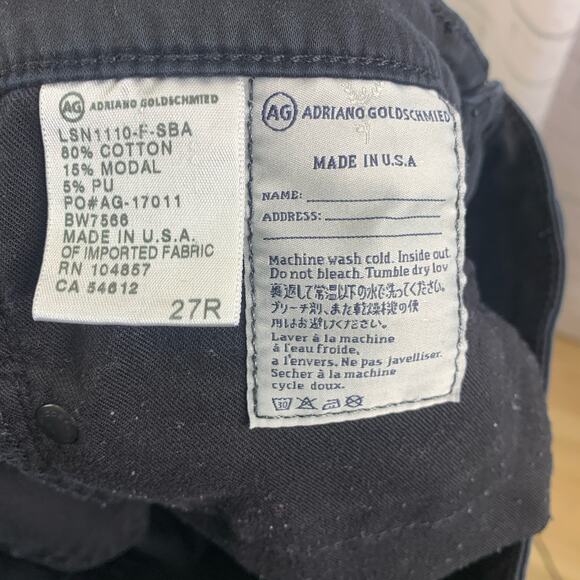 AG ADRIANO GOLDSCHMIED
LSN1110-F-SBA
80% COTTON
15% MODAL
5% PU
PO#AG-17011
BW7566
MADE IN U.S.A.
OF IMPORTED FABRIC
RN 104857
CA 54612
27R
AG ADRIANO GOLDSCHMIED
MADE IN U.S.A
NAME:
ADDRESS:
Machine wash cold. Inside out.
Do not bleach. Tumble dry low
裏返して常温以下の水で洗ってください。
ブリーチ剤、また乾燥機の使
用はお避けください。
Laver à la machine
à l'eau froide,
a l'envers. Ne pas javelliser.
Secher à la machine
cycle doux.
30